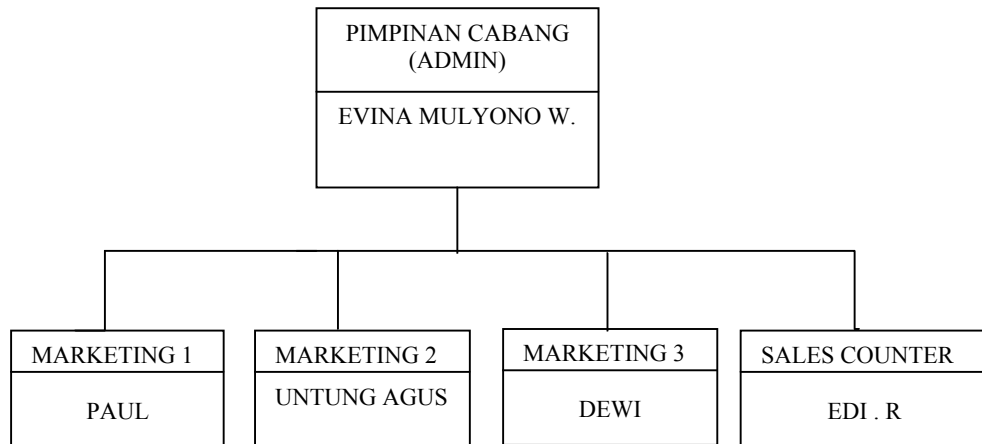 PIMPINAN CABANG
(ADMIN)
EVINA MULYONO W.
MARKETING 1
PAUL
MARKETING 2
UNTUNG AGUS
MARKETING 3
DEWI
SALES COUNTER
EDI . R